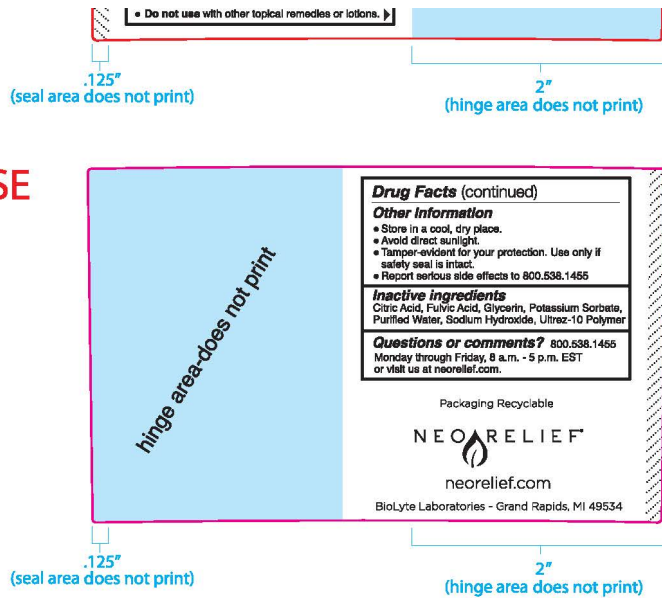 • Do not use with other topical remedies or lotions.
.125"
(seal area does not print)
2"
(hinge area does not print)
SE
hinge area-does not print
Drug Facts (continued)
Other Information
• Store in a cool, dry place.
• Avoid direct sunlight.
• Tamper-evident for your protection. Use only if
safety seal is intact.
• Report serious side effects to 800.538.1455
Inactive ingredients
Citric Acid, Fulvic Acid, Glycerin, Potassium Sorbate,
Purified Water, Sodium Hydroxide, Ultrez-10 Polymer
Questions or comments? 800.538.1455
Monday through Friday, 8 a.m. - 5 p.m. EST
or visit us at neorelief.com.
Packaging Recyclable
NEORELIEF
neorelief.com
BioLyte Laboratories - Grand Rapids, MI 49534
.125"
(seal area does not print)
2"
(hinge area does not print)